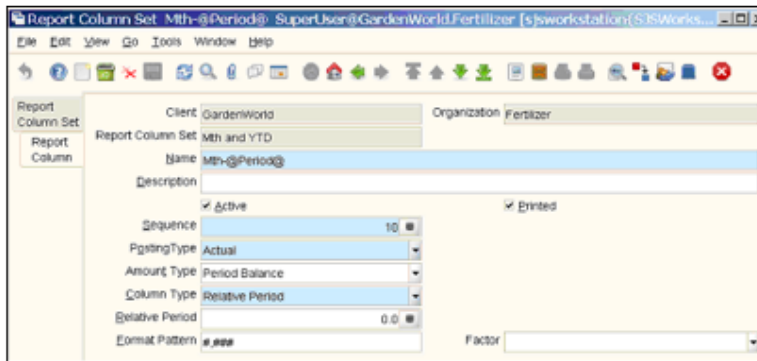 Report Column Set Mth-@Period@ SuperUser@GardenWorld.Fertilizer [sjsworkstation{SJSWorks...
File Edit View Go Tools Window Help
Report Column Set
Report Column
Client GardenWorld Organization Fertilizer
Report Column Set Mth and YTD
Name Mth-@Period@
Description
Active Printed
Sequence 10
PostingType Actual
Amount Type Period Balance
Column Type Relative Period
Relative Period 0.0
Format Pattern #,### Factor